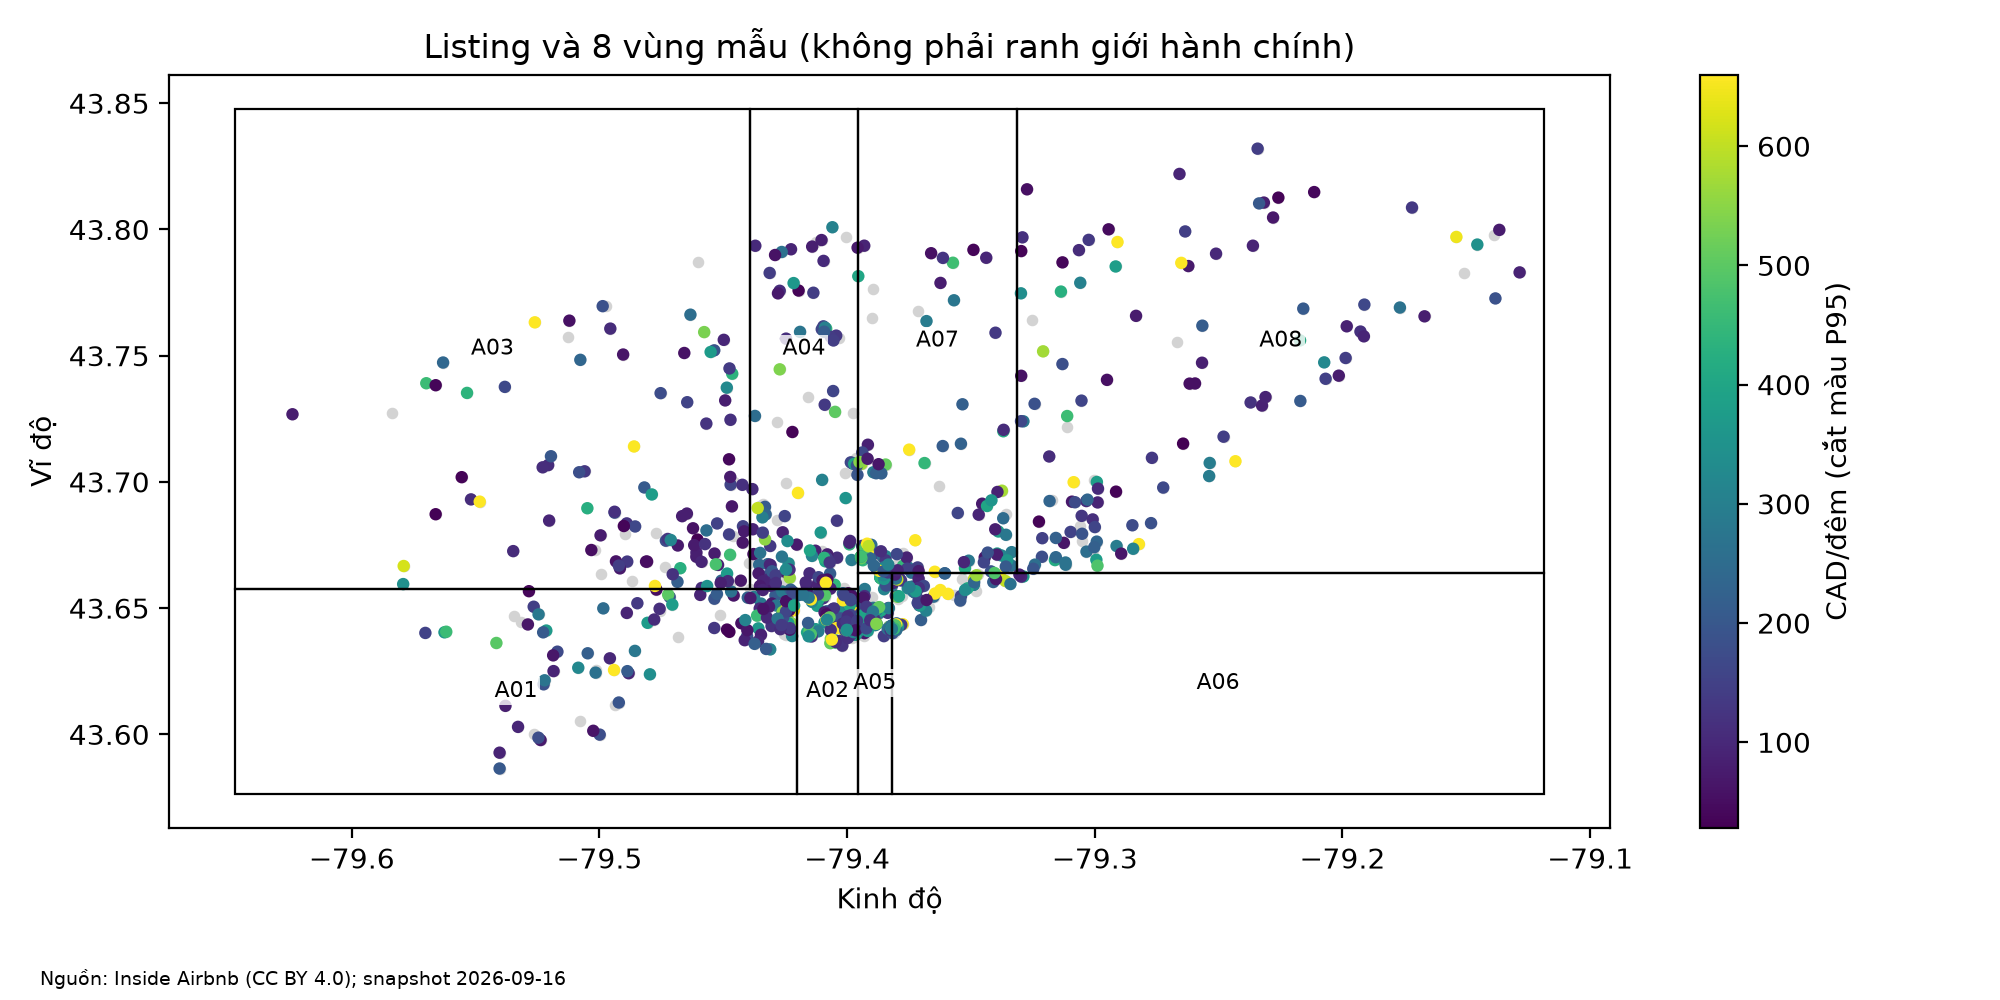 Listing và 8 vùng mẫu (không phải ranh giới hành chính)
43.85
43.80
43.75
43.70
43.65
43.60
Vĩ độ
A03
A04
A07
A08
A01
A02
A05
A06
−79.6
−79.5
−79.4
−79.3
−79.2
−79.1
Kinh độ
600
500
400
300
200
100
CAD/đêm (cắt màu P95)
Nguồn: Inside Airbnb (CC BY 4.0); snapshot 2026-09-16